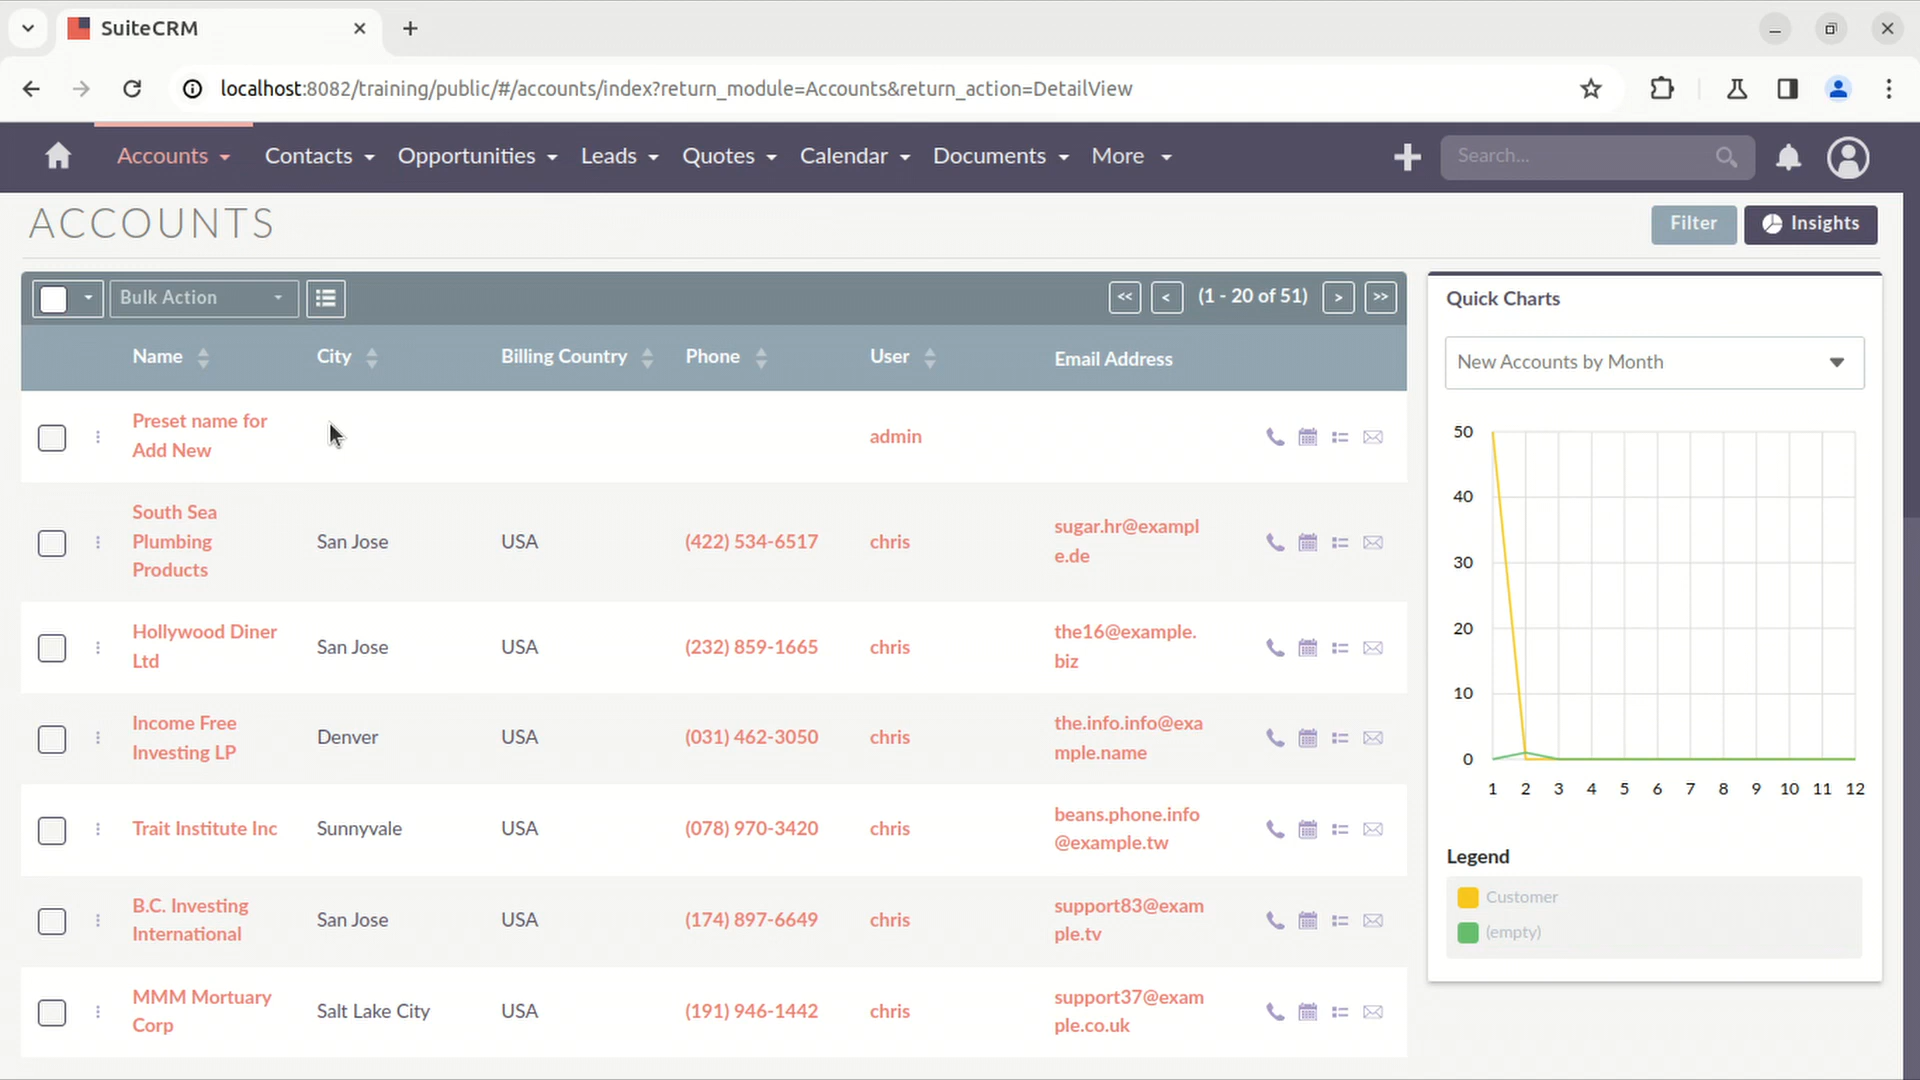 SuiteCRM
localhost:8082/training/public/#/accounts/index?return_module=Accounts&return_action=DetailView
Accounts Contacts Opportunities Leads Quotes Calendar Documents More Search...
ACCOUNTS
Filter Insights
Bulk Action << < (1 - 20 of 51) > >>
Name City Billing Country Phone User Email Address
Preset name for
Add New
admin
South Sea
Plumbing
Products
San Jose USA (422) 534-6517 chris
sugar.hr@exampl
e.de
Hollywood Diner
Ltd
San Jose USA (232) 859-1665 chris
the16@example.
biz
Income Free
Investing LP
Denver USA (031) 462-3050 chris
the.info.info@exa
mple.name
Trait Institute Inc Sunnyvale USA (078) 970-3420 chris
beans.phone.info
@example.tw
B.C. Investing
International
San Jose USA (174) 897-6649 chris
support83@exam
ple.tv
MMM Mortuary
Corp
Salt Lake City USA (191) 946-1442 chris
support37@exam
ple.co.uk
Quick Charts
New Accounts by Month
50
40
30
20
10
0
1 2 3 4 5 6 7 8 9 10 11 12
Legend
Customer
(empty)